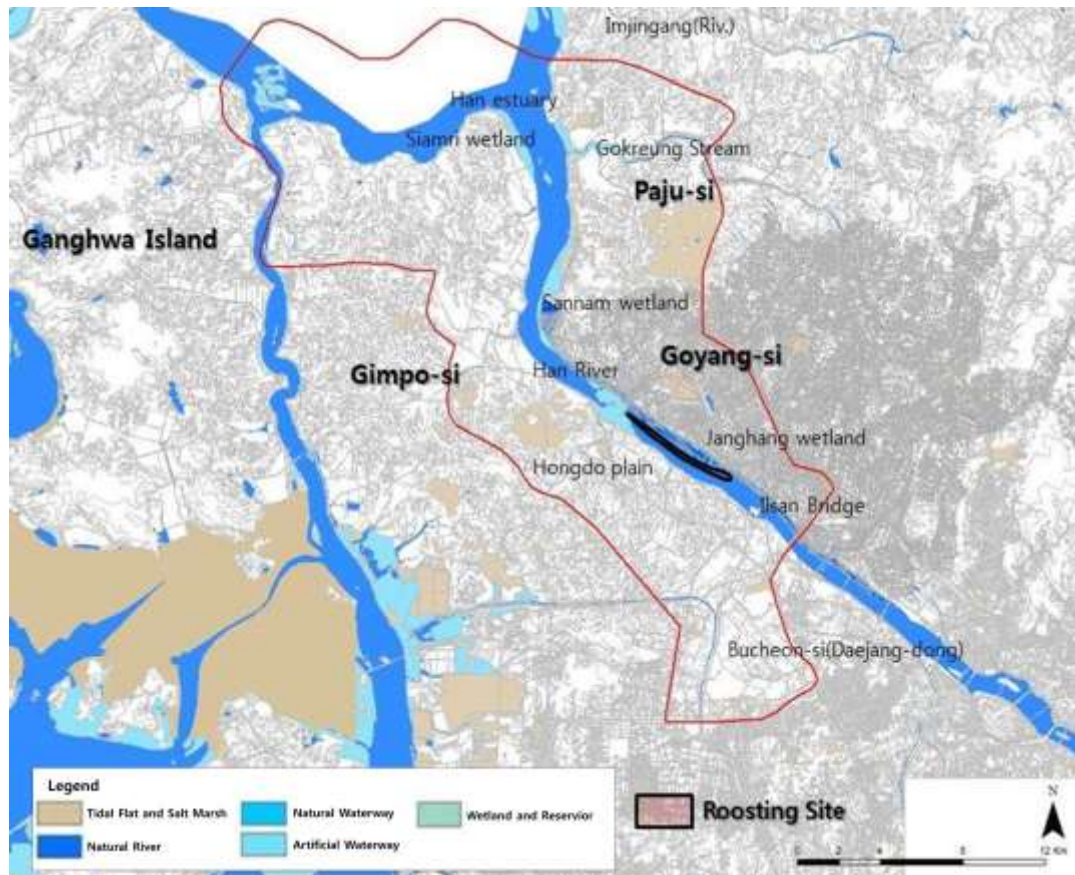 Imjingang(Riv.)
Han estuary
Siamri wetland
Gokreung Stream
Paju-si
Ganghwa Island
Sannam wetland
Goyang-si
Han River
Gimpo-si
Janghang wetland
Hongdo plain
Ilsan Bridge
Bucheon-si(Daejang-dong)
Legend
Tidal Flat and Salt Marsh
Natural Waterway
Wetland and Reservior
Natural River
Artificial Waterway
Roosting Site
N
0 2 4 8 12 Km